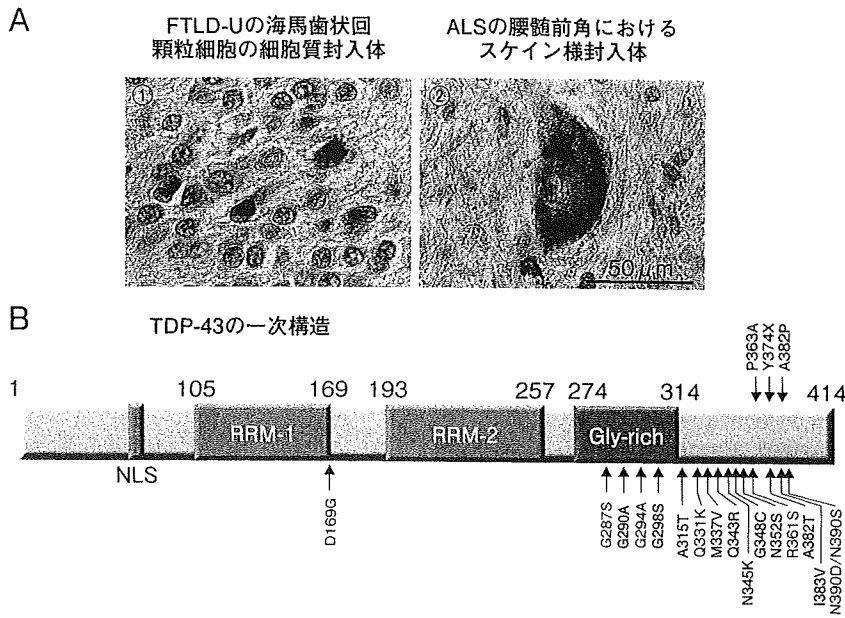 A
FTLD-Uの海馬歯状回
顆粒細胞の細胞質封入体
ALSの腰髄前角における
スケイン様封入体
①
②
50μm
B
TDP-43の一次構造
P363A
Y374X
A382P
1
105
169
193
257
274
314
414
RRM-1
RRM-2
Gly-rich
NLS
D169G
G287S
G290A
G294A
G298S
A315T
Q331K
M337V
Q343R
N345K
G348C
N352S
R361S
A382T
I383V
N390D/N390S